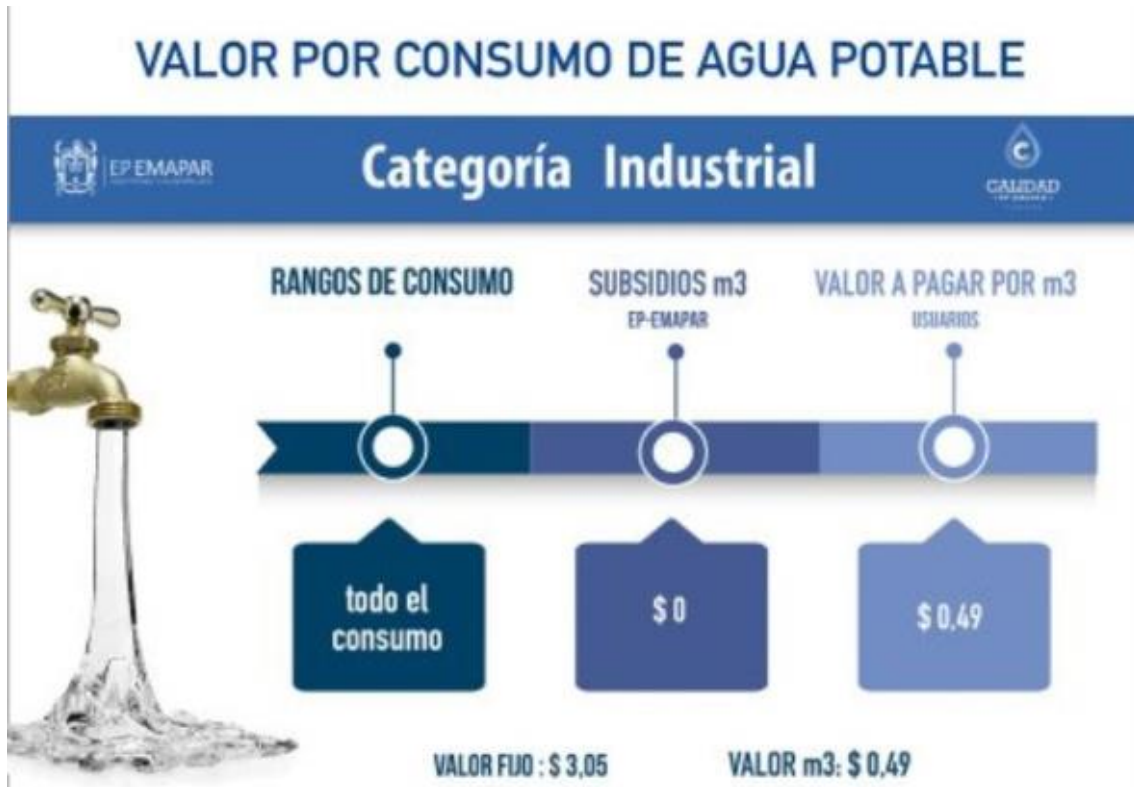 VALOR POR CONSUMO DE AGUA POTABLE
EP EMAPAR
Categoría Industrial
CALIDAD
RANGOS DE CONSUMO
SUBSIDIOS m3
EP-EMAPAR
VALOR A PAGAR POR m3
USUARIOS
todo el
consumo
$ 0
$ 0,49
VALOR FIJO : $ 3,05
VALOR m3: $ 0,49